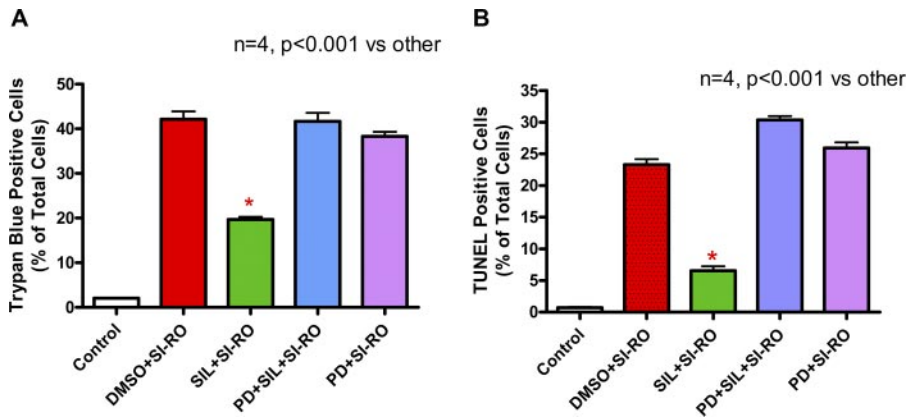 A
n=4, p<0.001 vs other
Trypan Blue Positive Cells
(% of Total Cells)
50
40
30
20
10
0
*
Control
DMSO+SI-RO
SIL+SI-RO
PD+SIL+SI-RO
PD+SI-RO
B
n=4, p<0.001 vs other
TUNEL Positive Cells
(% of Total Cells)
35
30
25
20
15
10
5
0
*
Control
DMSO+SI-RO
SIL+SI-RO
PD+SIL+SI-RO
PD+SI-RO